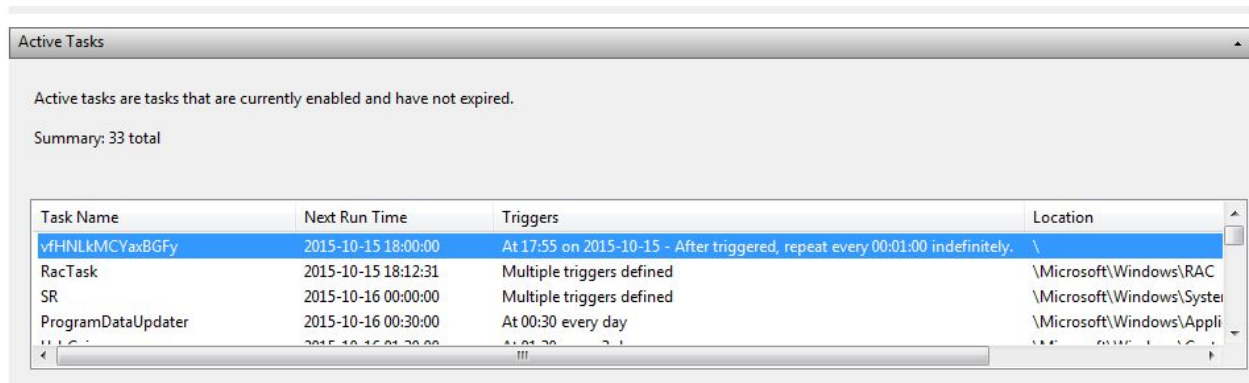 Active Tasks
Active tasks are tasks that are currently enabled and have not expired.
Summary: 33 total
Task Name Next Run Time Triggers Location
vfHNLkMCYaxBGFy 2015-10-15 18:00:00 At 17:55 on 2015-10-15 - After triggered, repeat every 00:01:00 indefinitely. \
RacTask 2015-10-15 18:12:31 Multiple triggers defined \Microsoft\Windows\RAC
SR 2015-10-16 00:00:00 Multiple triggers defined \Microsoft\Windows\Syster
ProgramDataUpdater 2015-10-16 00:30:00 At 00:30 every day \Microsoft\Windows\Appli